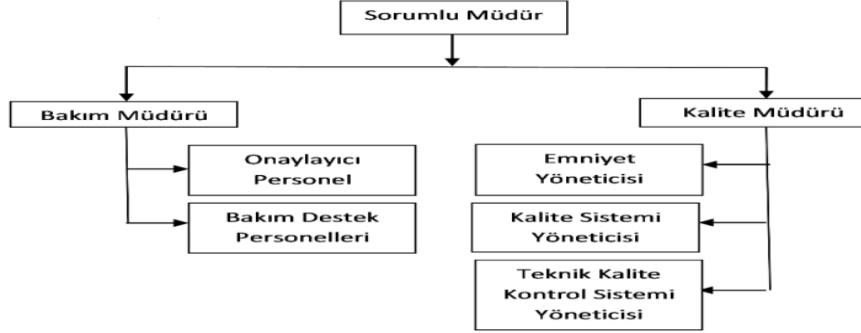 Sorumlu Müdür
Bakım Müdürü
Kalite Müdürü
Onaylayıcı
Personel
Emniyet
Yöneticisi
Bakım Destek
Personelleri
Kalite Sistemi
Yöneticisi
Teknik Kalite
Kontrol Sistemi
Yöneticisi